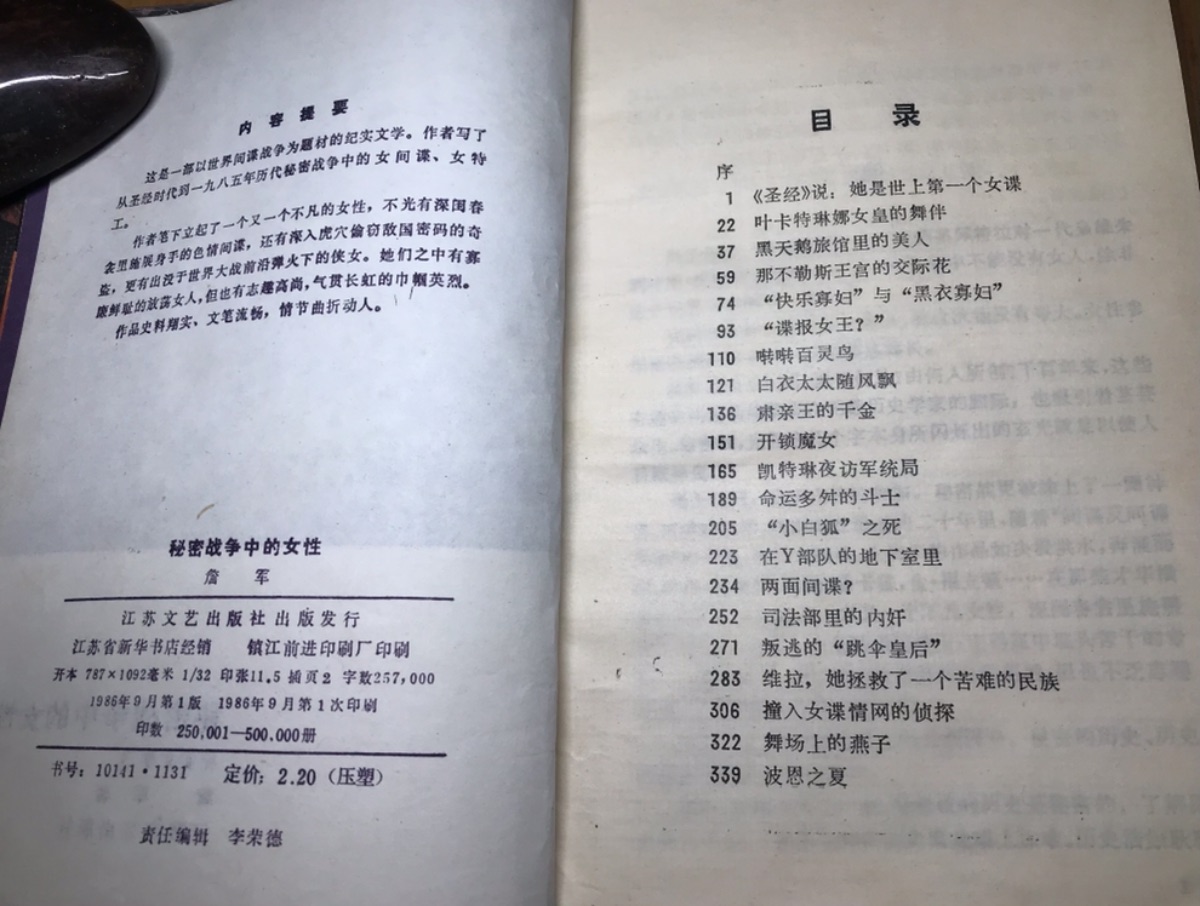 内容提要
这是一部以世界间谍战争为题材的纪实文学。作者写了
从圣经时代到一九八五年历代秘密战争中的女间谍、女特
工。
作者笔下立起了一个又一个不凡的女性，不光有深闺春
衾里施展身手的色情间谍，还有深入虎穴偷窃敌国密码的奇
盗，更有出没于世界大战前沿弹火下的侠女。她们之中有寡
廉鲜耻的放荡女人，但也有志趣高尚，气贯长虹的巾帼英烈。
作品史料翔实、文笔流畅，情节曲折动人。
秘密战争中的女性
詹 军
江苏文艺出版社出版发行
江苏省新华书店经销 镇江前进印刷厂印刷
开本 787×1092毫米 1/32 印张11.5 插页2 字数257,000
1986年9月第1版 1986年9月第1次印刷
印数 250,001—500.000册
书号：10141·1131 定价：2.20（压塑）
责任编辑 李荣德
目 录
序
1 《圣经》说：她是世上第一个女谍
22 叶卡特琳娜女皇的舞伴
37 黑天鹅旅馆里的美人
59 那不勒斯王宫的交际花
74 “快乐寡妇”与“黑衣寡妇”
93 “谍报女王？”
110 啭啭百灵鸟
121 白衣太太随风飘
136 肃亲王的千金
151 开锁魔女
165 凯特琳夜访军统局
189 命运多舛的斗士
205 “小白狐”之死
223 在Y部队的地下室里
234 两面间谍？
252 司法部里的内奸
271 叛逃的“跳伞皇后”
283 维拉，她拯救了一个苦难的民族
306 撞入女谍情网的侦探
322 舞场上的燕子
339 波恩之夏